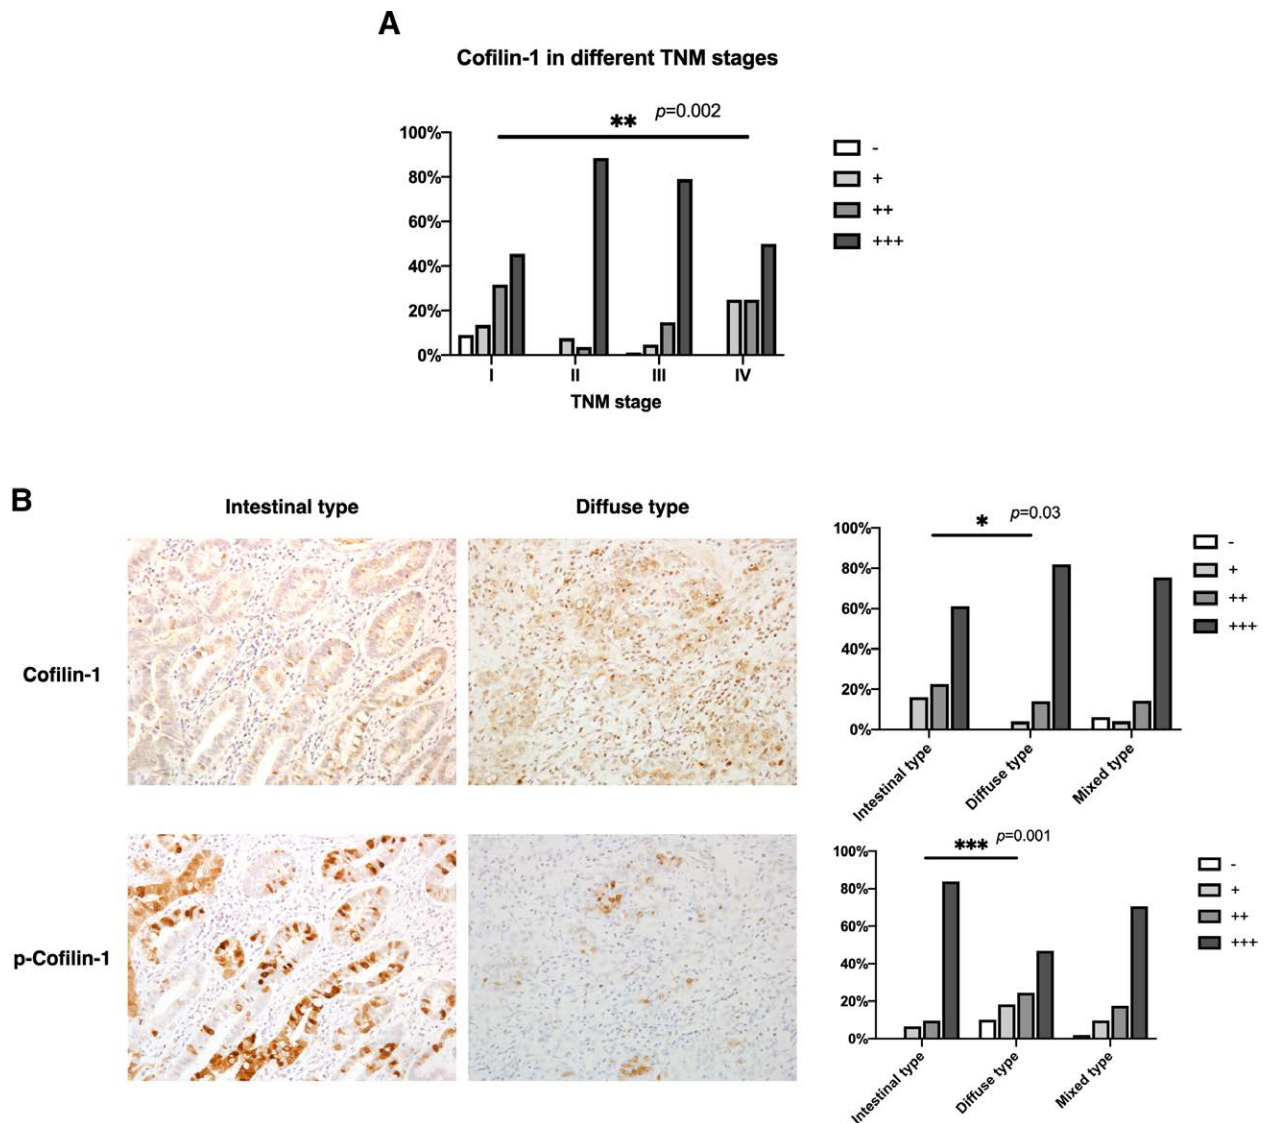 A
Cofilin-1 in different TNM stages
** p=0.002
100%
80%
60%
40%
20%
0%
I II III IV
TNM stage
-
+
++
+++
B
Intestinal type Diffuse type
Cofilin-1
* p=0.03
100%
80%
60%
40%
20%
0%
Intestinal type
Diffuse type
Mixed type
-
+
++
+++
p-Cofilin-1
*** p=0.001
100%
80%
60%
40%
20%
0%
Intestinal type
Diffuse type
Mixed type
-
+
++
+++